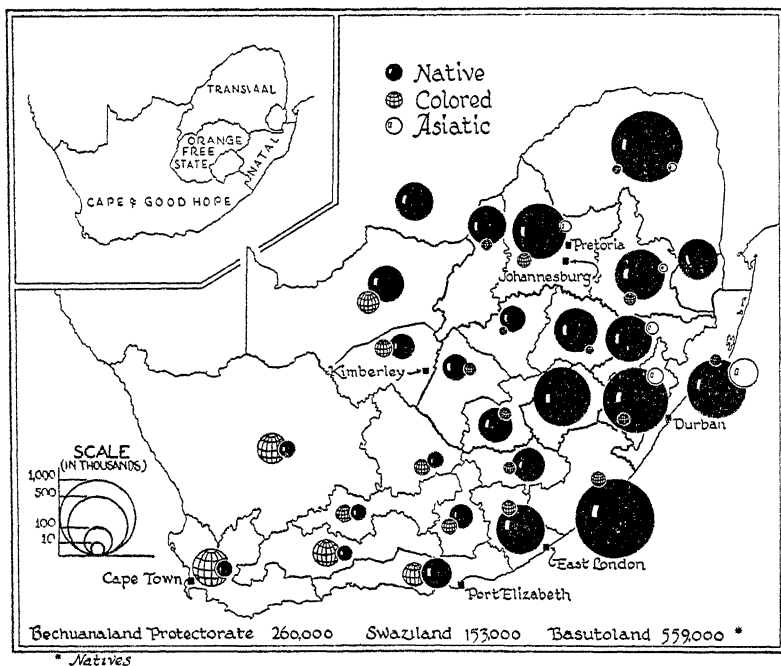 TRANSVAAL
ORANGE
FREE
STATE
NATAL
CAPE & GOOD HOPE
Native
Colored
Asiatic
Pretoria
Johannesburg
Kimberley
Durban
SCALE
(IN THOUSANDS)
1,000
500
100
10
Cape Town
East London
Port Elizabeth
Bechuanaland Protectorate 260,000 Swaziland 153,000 Basutoland 559,000 *
* Natives